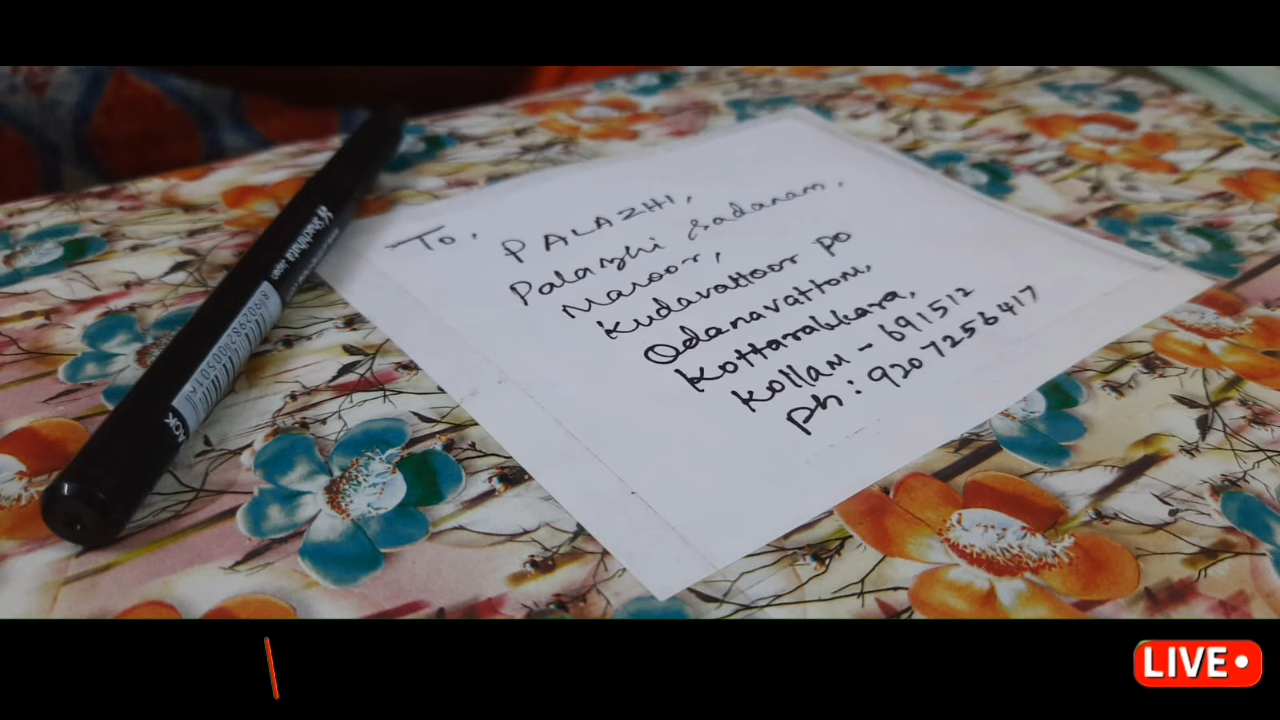 To,
PALAZHI,
Palazhi Sadanam,
Maroor,
Kudavattoor PO
Odanavattom,
Kottarakkara,
Kollam - 691512
Ph: 9207256417
LIVE